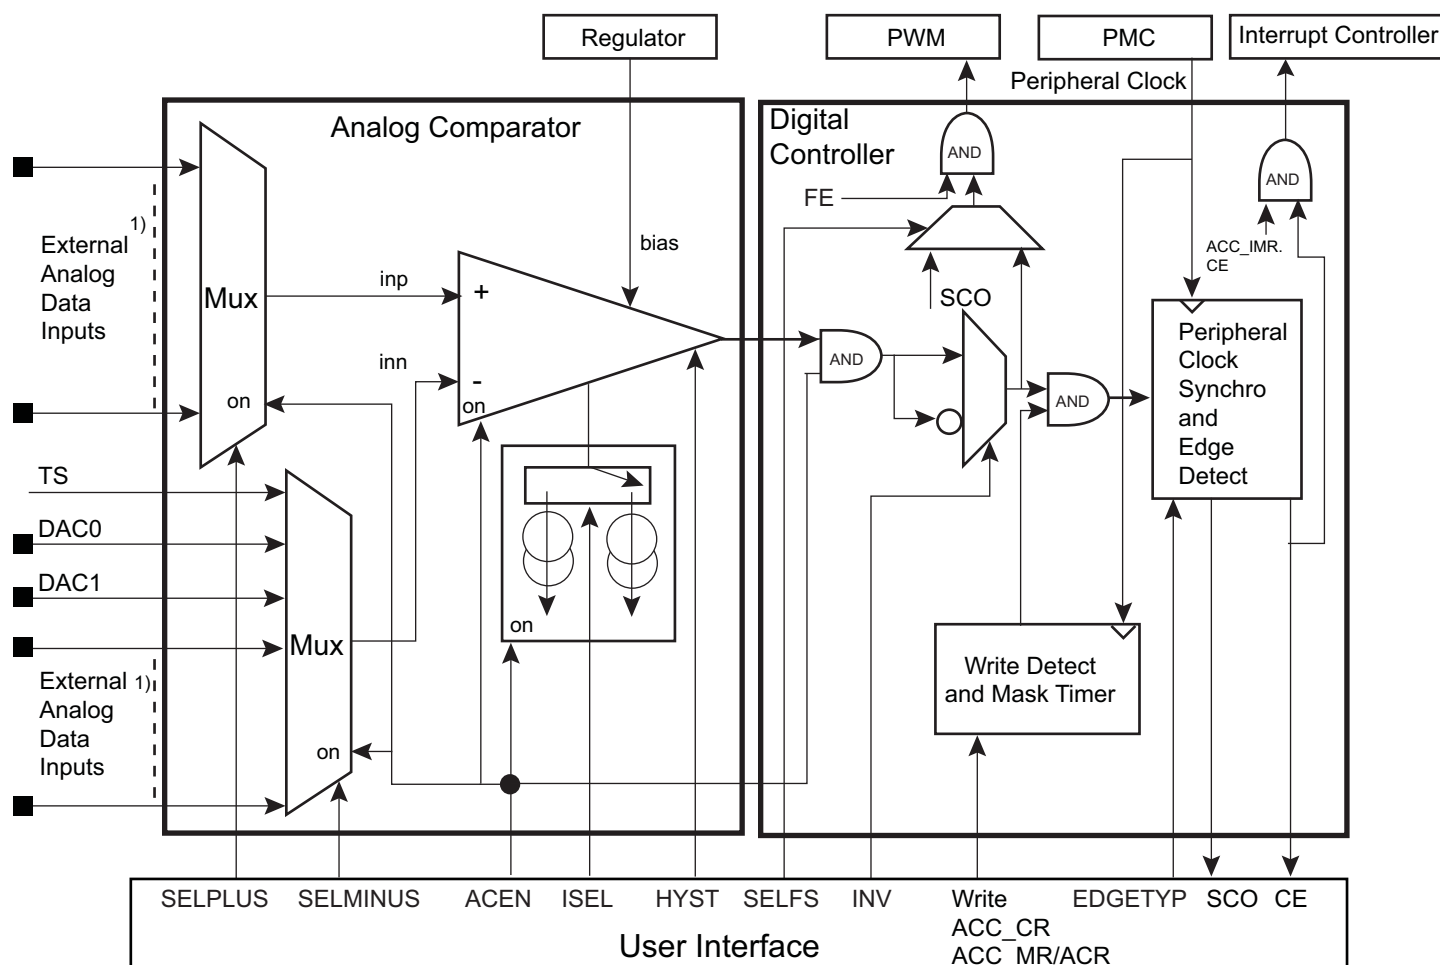 Regulator
PWM
PMC
Interrupt Controller
Peripheral Clock
Analog Comparator
Digital
Controller
AND
AND
FE
External 1)
Analog
Data
Inputs
Mux
on
inp
inn
+
-
on
bias
ACC_IMR.
CE
SCO
AND
AND
Peripheral
Clock
Synchro
and
Edge
Detect
TS
DAC0
DAC1
Mux
on
External 1)
Analog
Data
Inputs
on
Write Detect
and Mask Timer
SELPLUS
SELMINUS
ACEN
ISEL
HYST
SELFS
INV
Write
ACC_CR
ACC_MR/ACR
EDGETYP
SCO
CE
User Interface